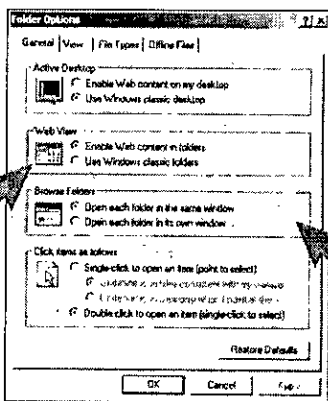 Folder Options ? X
General View File Types Offline Files
Active Desktop
Enable Web content on my desktop
Use Windows classic desktop
Web View
Enable Web content in folders
Use Windows classic folders
Browse Folders
Open each folder in the same window
Open each folder in its own window
Click items as follows
Single-click to open an item (point to select)
Double-click to open an item (single-click to select)
Restore Defaults
OK Cancel